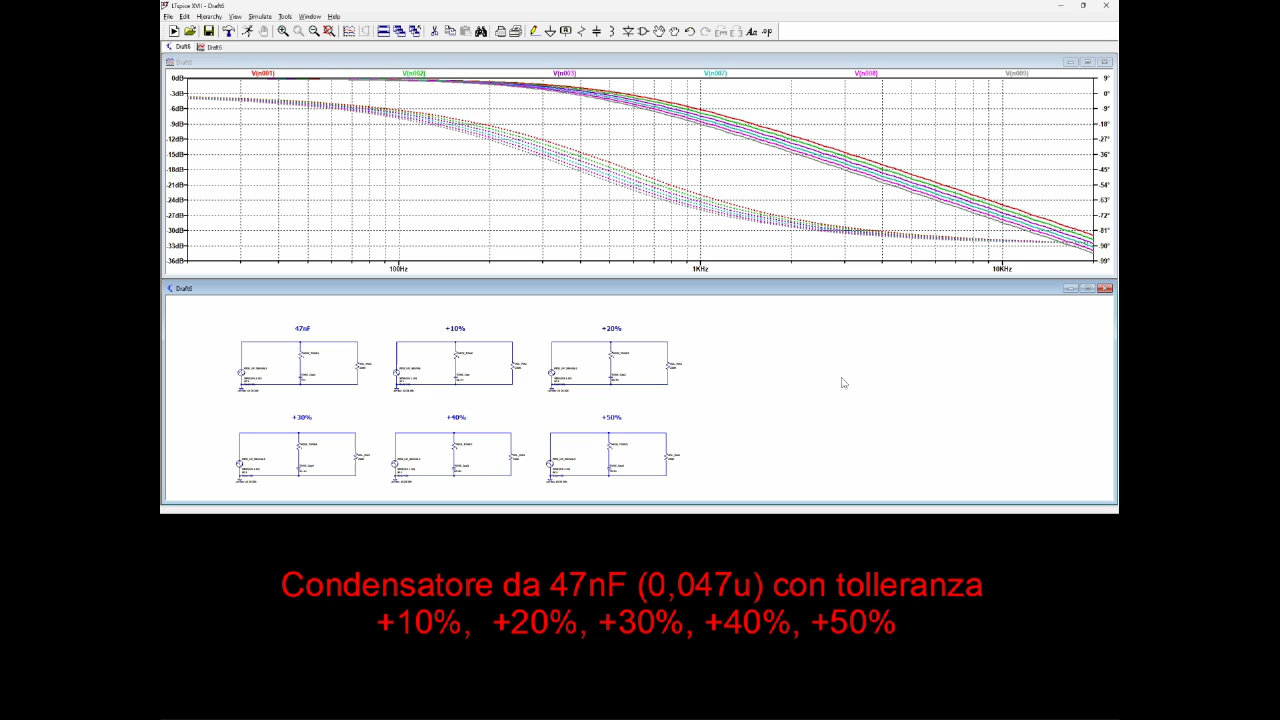 LTspice XVII - Draft6
File Edit Hierarchy View Simulate Tools Window Help
Draft6 Draft6
Draft6
V(n001) V(n002) V(n003) V(n007) V(n008) V(n009)
0dB 9°
-3dB 0°
-6dB -9°
-9dB -18°
-12dB -27°
-15dB -36°
-18dB -45°
-21dB -54°
-24dB -63°
-27dB -72°
-30dB -81°
-33dB -90°
36dB -99°
100Hz 1KHz 10KHz
Draft6
47nF +10% +20%
+30% +40% +50%
Condensatore da 47nF (0,047u) con tolleranza
+10%, +20%, +30%, +40%, +50%